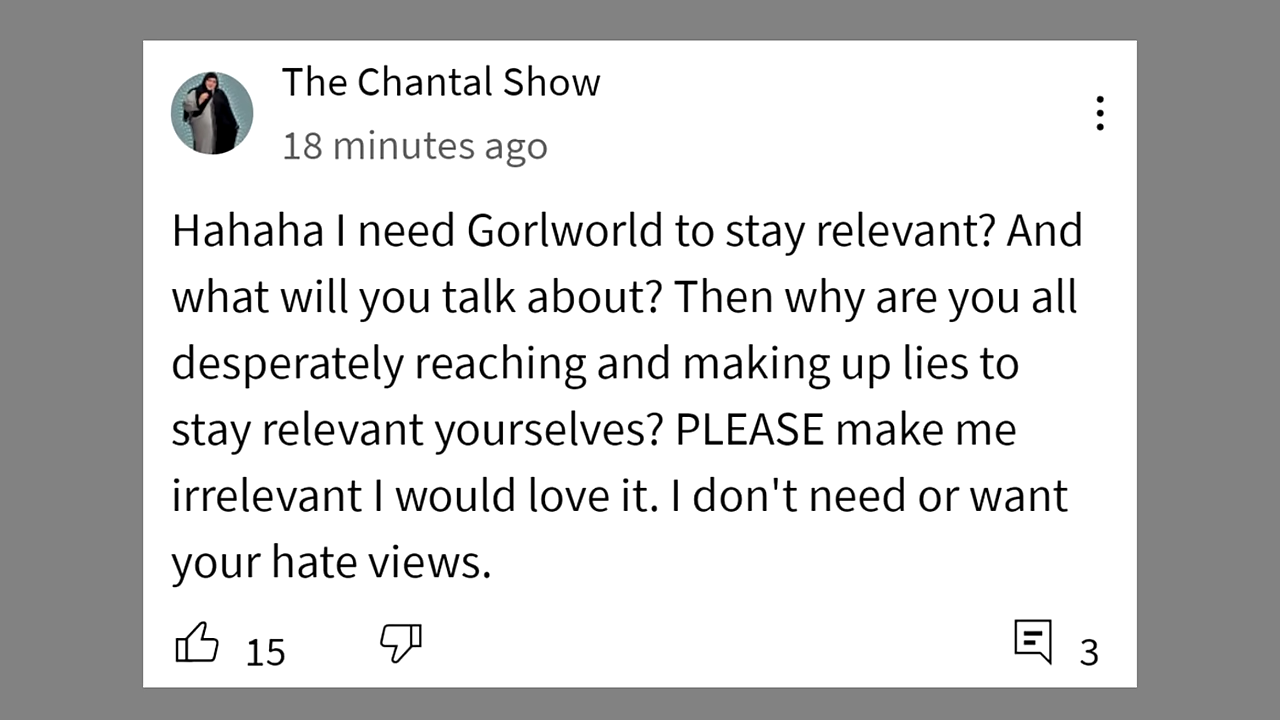 The Chantal Show
18 minutes ago
Hahaha I need Gorlworld to stay relevant? And
what will you talk about? Then why are you all
desperately reaching and making up lies to
stay relevant yourselves? PLEASE make me
irrelevant I would love it. I don't need or want
your hate views.
15
3